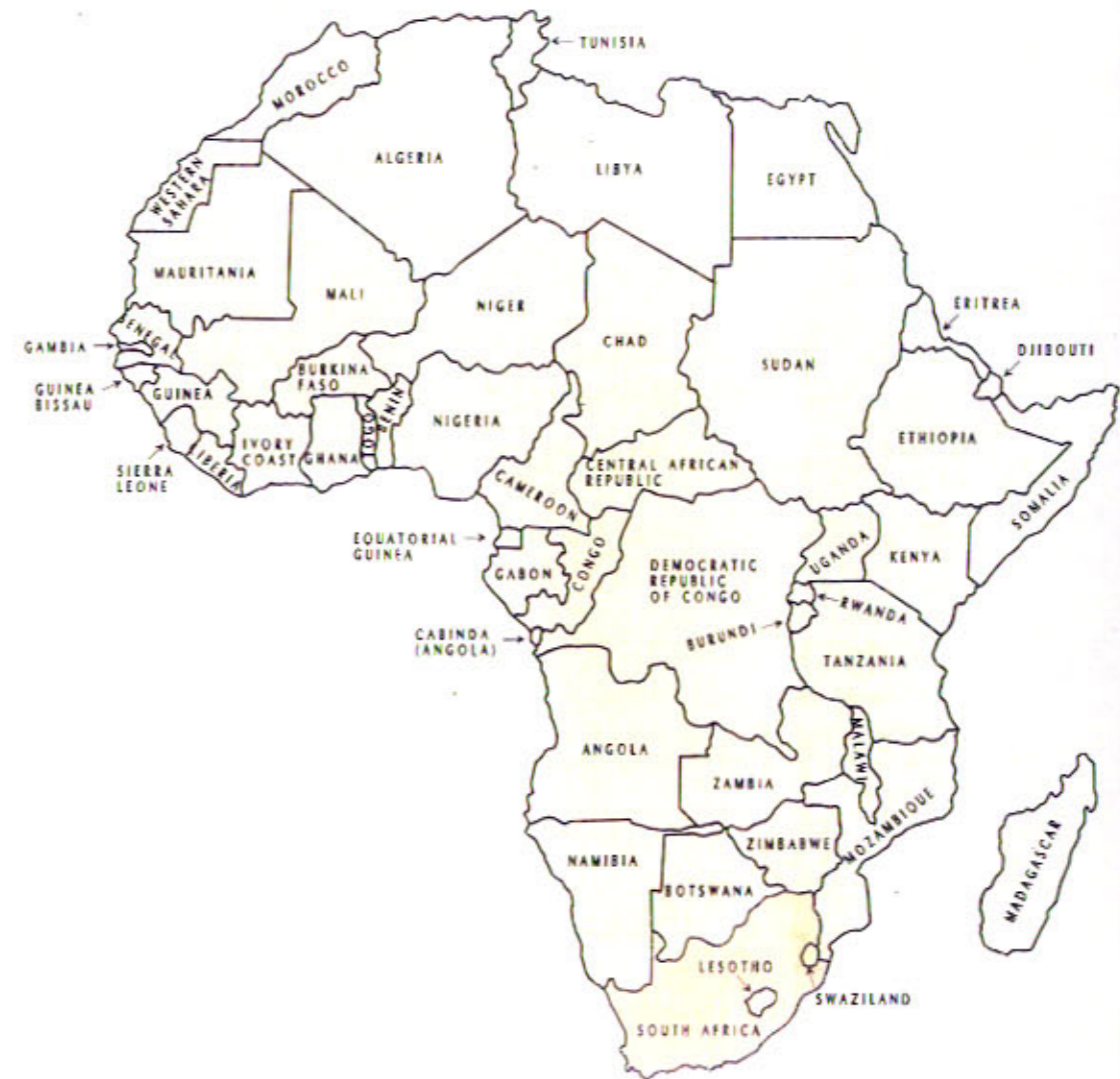 TUNISIA
MOROCCO
ALGERIA
LIBYA
EGYPT
WESTERN
SAHARA
MAURITANIA
MALI
NIGER
CHAD
SUDAN
ERITREA
DJIBOUTI
SENEGAL
GAMBIA
GUINEA
BISSAU
GUINEA
BURKINA
FASO
BENIN
TOGO
NIGERIA
ETHIOPIA
SOMALIA
SIERRA
LEONE
LIBERIA
IVORY
COAST
GHANA
CENTRAL AFRICAN
REPUBLIC
CAMEROON
EQUATORIAL
GUINEA
GABON
CONGO
DEMOCRATIC
REPUBLIC
OF CONGO
UGANDA
KENYA
RWANDA
BURUNDI
CABINDA
(ANGOLA)
TANZANIA
ANGOLA
ZAMBIA
MALAWI
MOZAMBIQUE
ZIMBABWE
NAMIBIA
BOTSWANA
MADAGASCAR
LESOTHO
SWAZILAND
SOUTH AFRICA